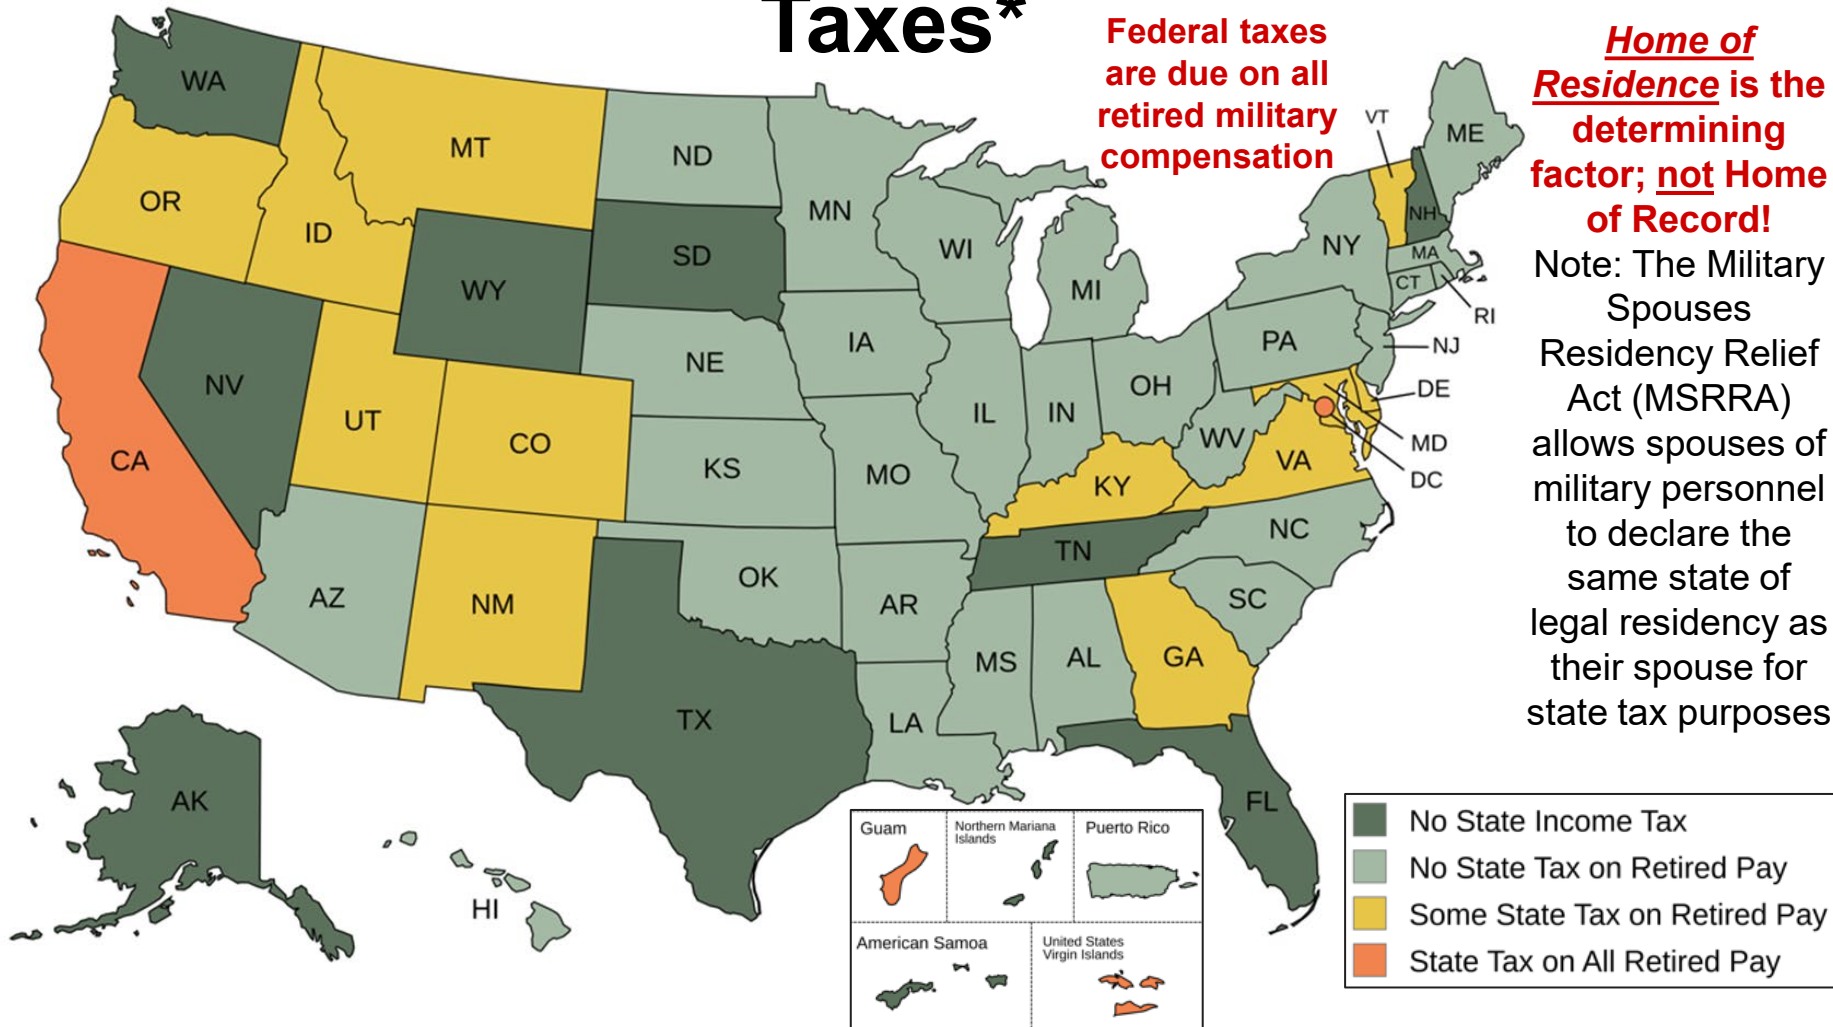 Taxes*
Federal taxes
are due on all
retired military
compensation
Home of
Residence is the
determining
factor; not Home
of Record!
Note: The Military
Spouses
Residency Relief
Act (MSRRA)
allows spouses of
military personnel
to declare the
same state of
legal residency as
their spouse for
state tax purposes
WA
MT
ND
VT
ME
OR
ID
MN
NH
SD
WI
NY
MA
WY
MI
CT
RI
NE
IA
PA
NJ
NV
OH
DE
UT
CO
IL
IN
WV
MD
CA
KS
MO
VA
DC
KY
NC
TN
AZ
NM
OK
AR
SC
MS
AL
GA
TX
LA
AK
FL
HI
Guam
Northern Mariana
Islands
Puerto Rico
American Samoa
United States
Virgin Islands
No State Income Tax
No State Tax on Retired Pay
Some State Tax on Retired Pay
State Tax on All Retired Pay